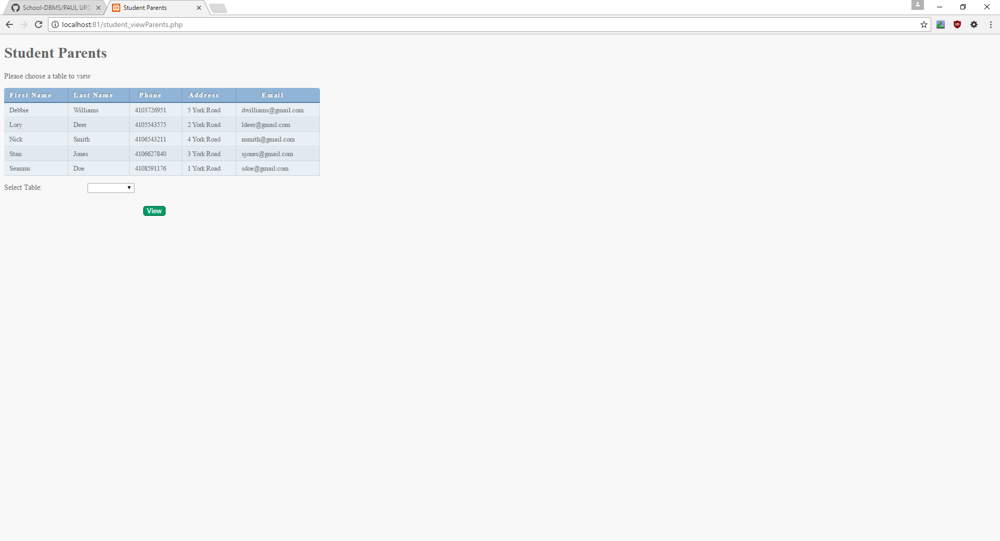 School-DBMS/PAUL UPD
Student Parents
localhost:81/student_viewParents.php
Student Parents
Please choose a table to view
First Name Last Name Phone Address Email
Debbie Williams 4103726951 5 York Road dwilliams@gmail.com
Lory Deer 4105543575 2 York Road ldeer@gmail.com
Nick Smith 4106543211 4 York Road nsmith@gmail.com
Stan Jones 4106627840 3 York Road sjones@gmail.com
Seamus Doe 4108591176 1 York Road sdoe@gmail.com
Select Table:
View